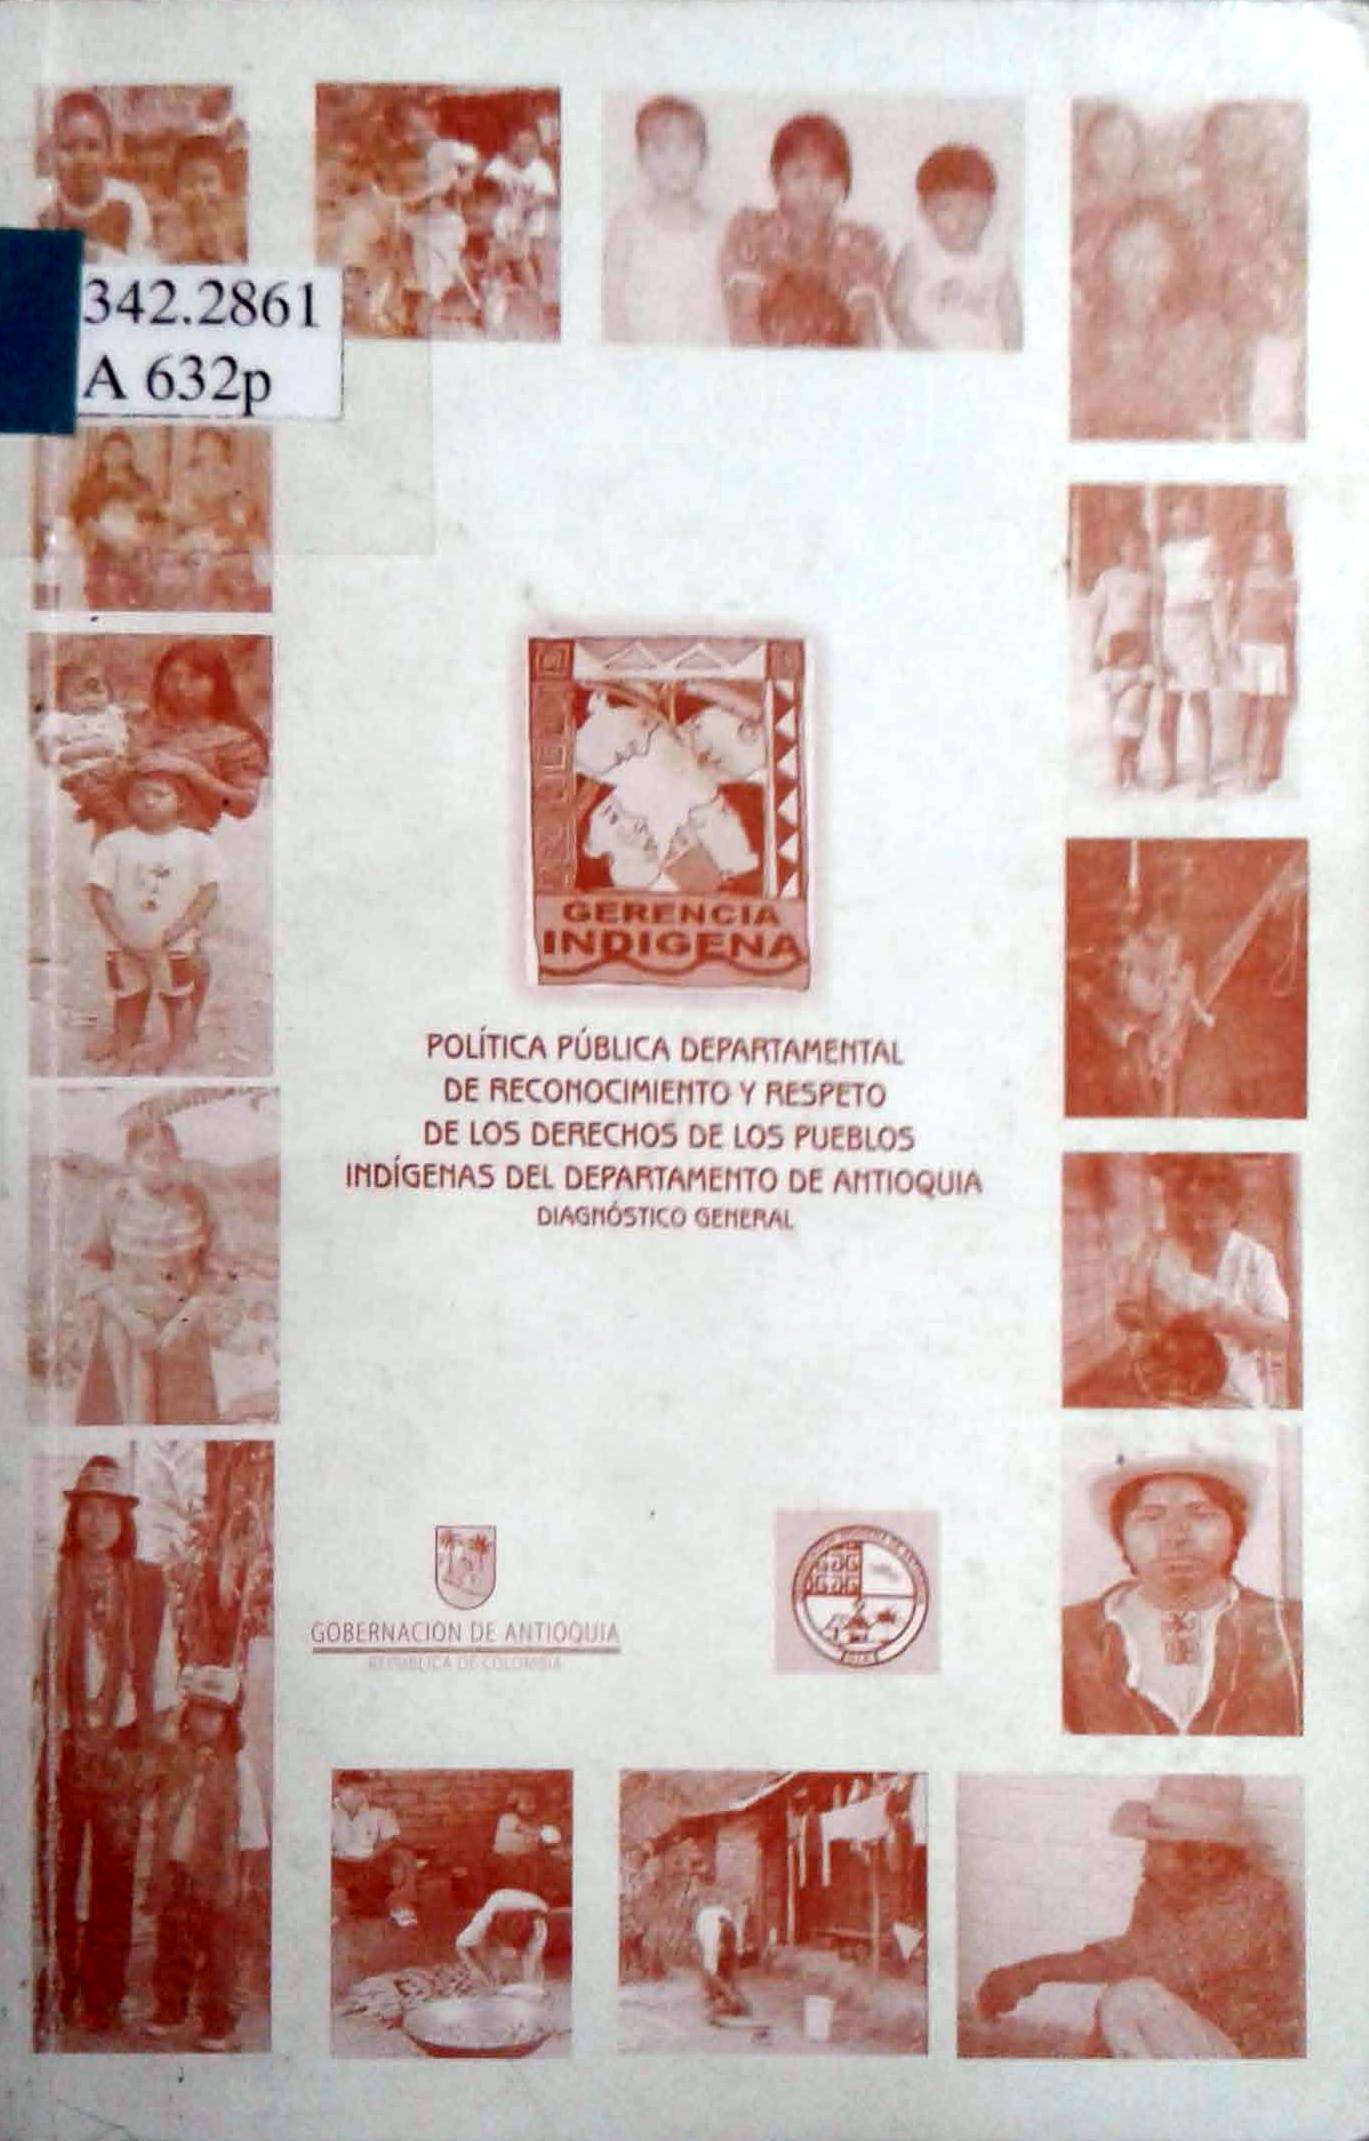 342.2861
A 632p
GERENCIA
INDIGENA
POLÍTICA PÚBLICA DEPARTAMENTAL
DE RECONOCIMIENTO Y RESPETO
DE LOS DERECHOS DE LOS PUEBLOS
INDÍGENAS DEL DEPARTAMENTO DE ANTIOQUIA
DIAGNÓSTICO GENERAL
GOBERNACION DE ANTIOQUIA
REPUBLICA DE COLOMBIA